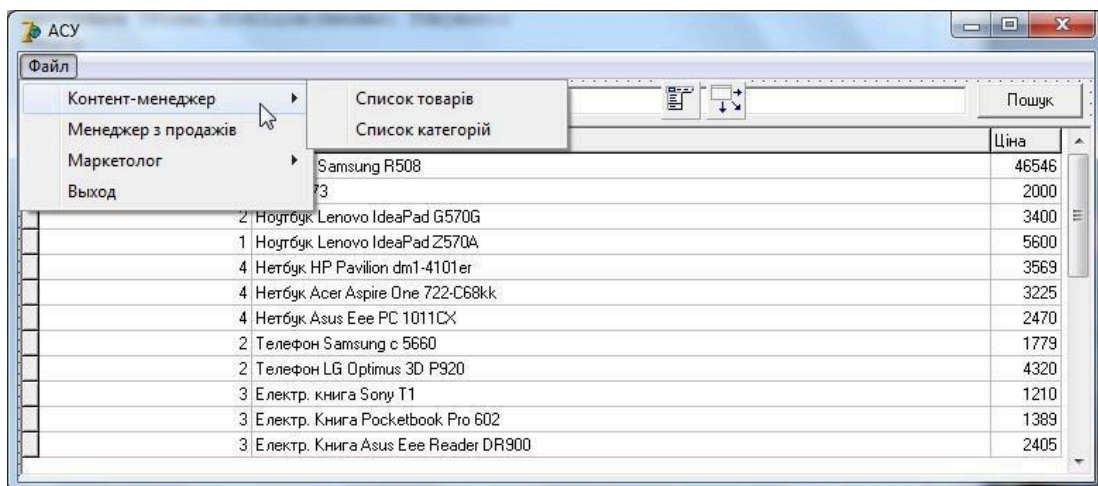 АСУ
Файл
Контент-менеджер Список товарів Пошук
Менеджер з продажів Список категорій
Маркетолог
Выход
Ціна
Samsung R508 46546
73 2000
2 Ноутбук Lenovo IdeaPad G570G 3400
1 Ноутбук Lenovo IdeaPad Z570A 5600
4 Нетбук HP Pavilion dm1-4101er 3569
4 Нетбук Acer Aspire One 722-C68kk 3225
4 Нетбук Asus Eee PC 1011CX 2470
2 Телефон Samsung c 5660 1779
2 Телефон LG Optimus 3D P920 4320
3 Електр. книга Sony T1 1210
3 Електр. Книга Pocketbook Pro 602 1389
3 Електр. Книга Asus Eee Reader DR900 2405